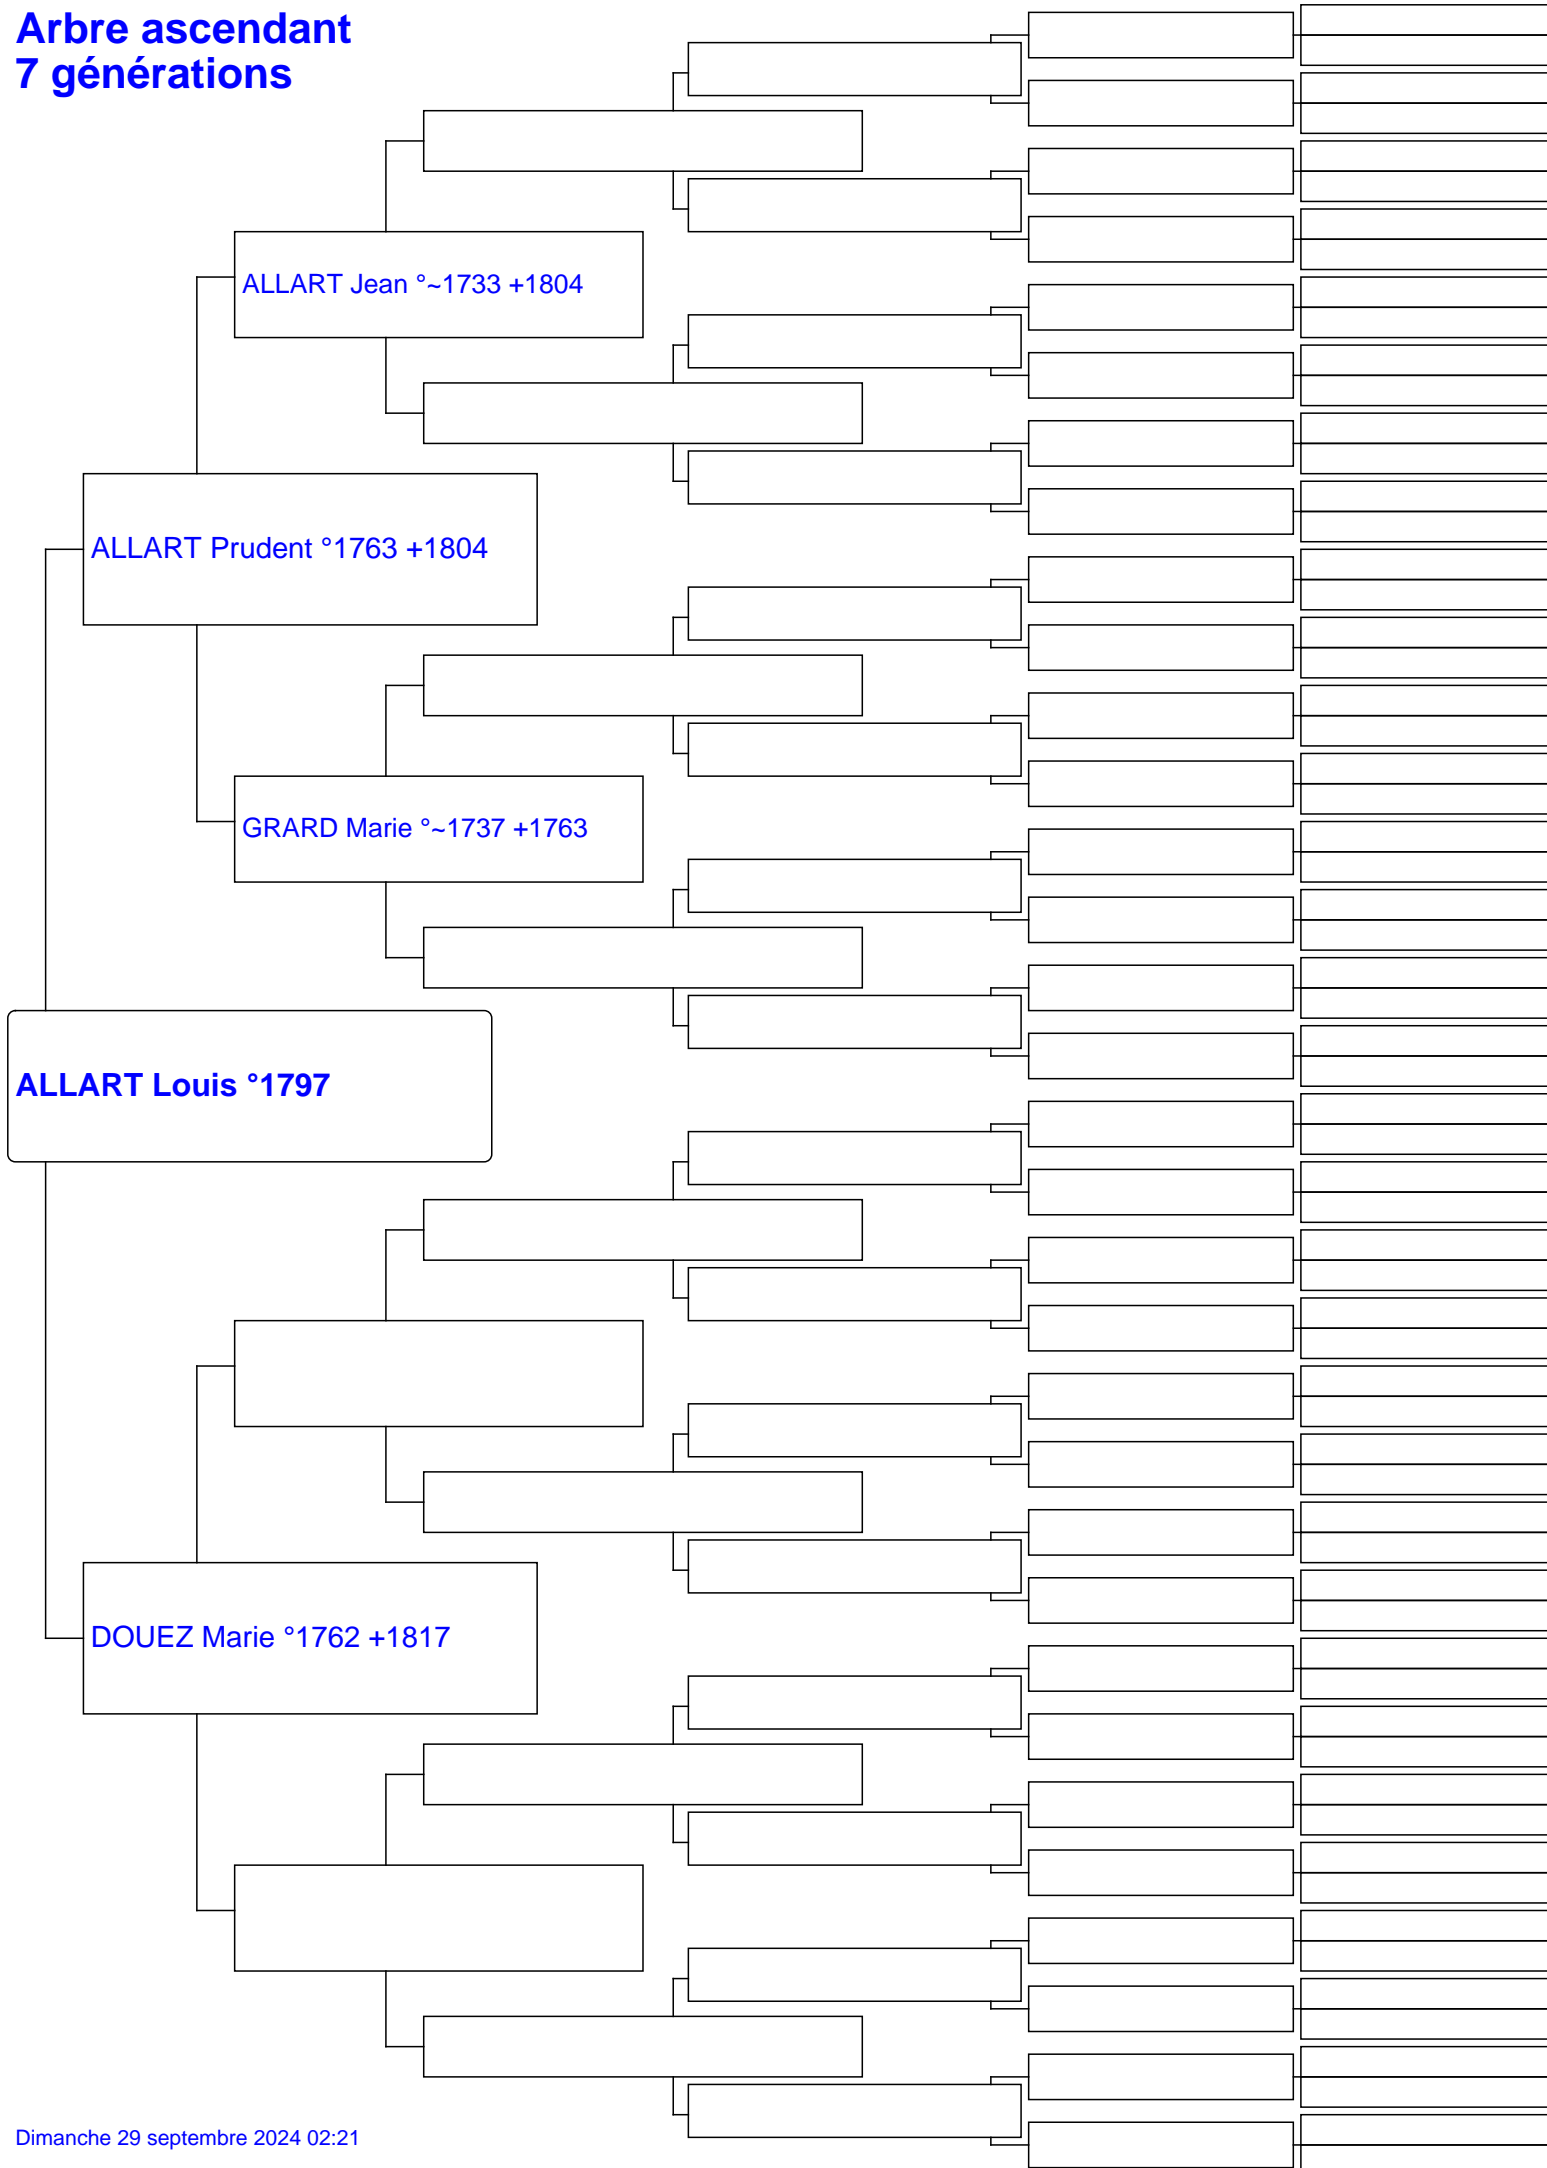 Arbre ascendant
7 générations
ALLART Jean °~1733 +1804
ALLART Prudent °1763 +1804
GRARD Marie °~1737 +1763
ALLART Louis °1797
DOUEZ Marie °1762 +1817
Dimanche 29 septembre 2024 02:21